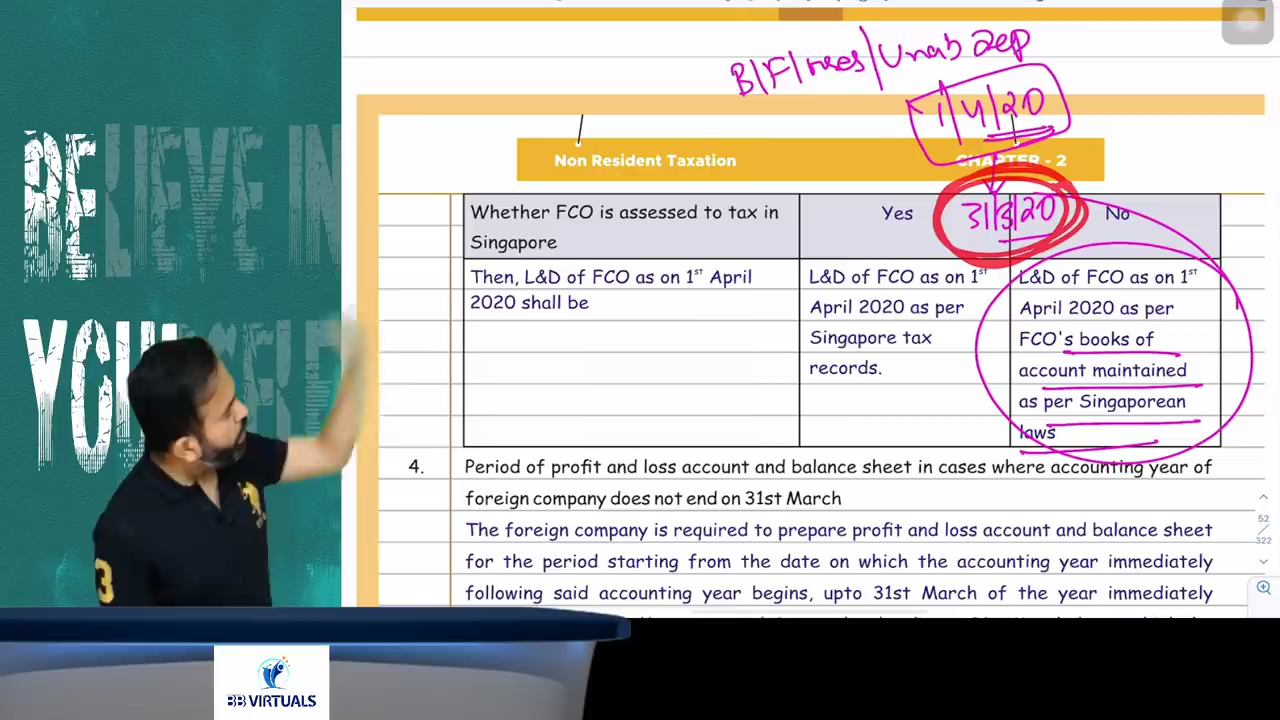 BELIEVE IN
B/F/losses/Unab Dep
1/4/20
Non Resident Taxation
CHAPTER - 2
31/3/20
Whether FCO is assessed to tax in Singapore
Yes
No
Then, L&D of FCO as on 1st April 2020 shall be
L&D of FCO as on 1st April 2020 as per Singapore tax records.
L&D of FCO as on 1st April 2020 as per FCO's books of account maintained as per Singaporean laws
4. Period of profit and loss account and balance sheet in cases where accounting year of
foreign company does not end on 31st March
The foreign company is required to prepare profit and loss account and balance sheet
for the period starting from the date on which the accounting year immediately
following said accounting year begins, upto 31st March of the year immediately
52
322
3
BB VIRTUALS